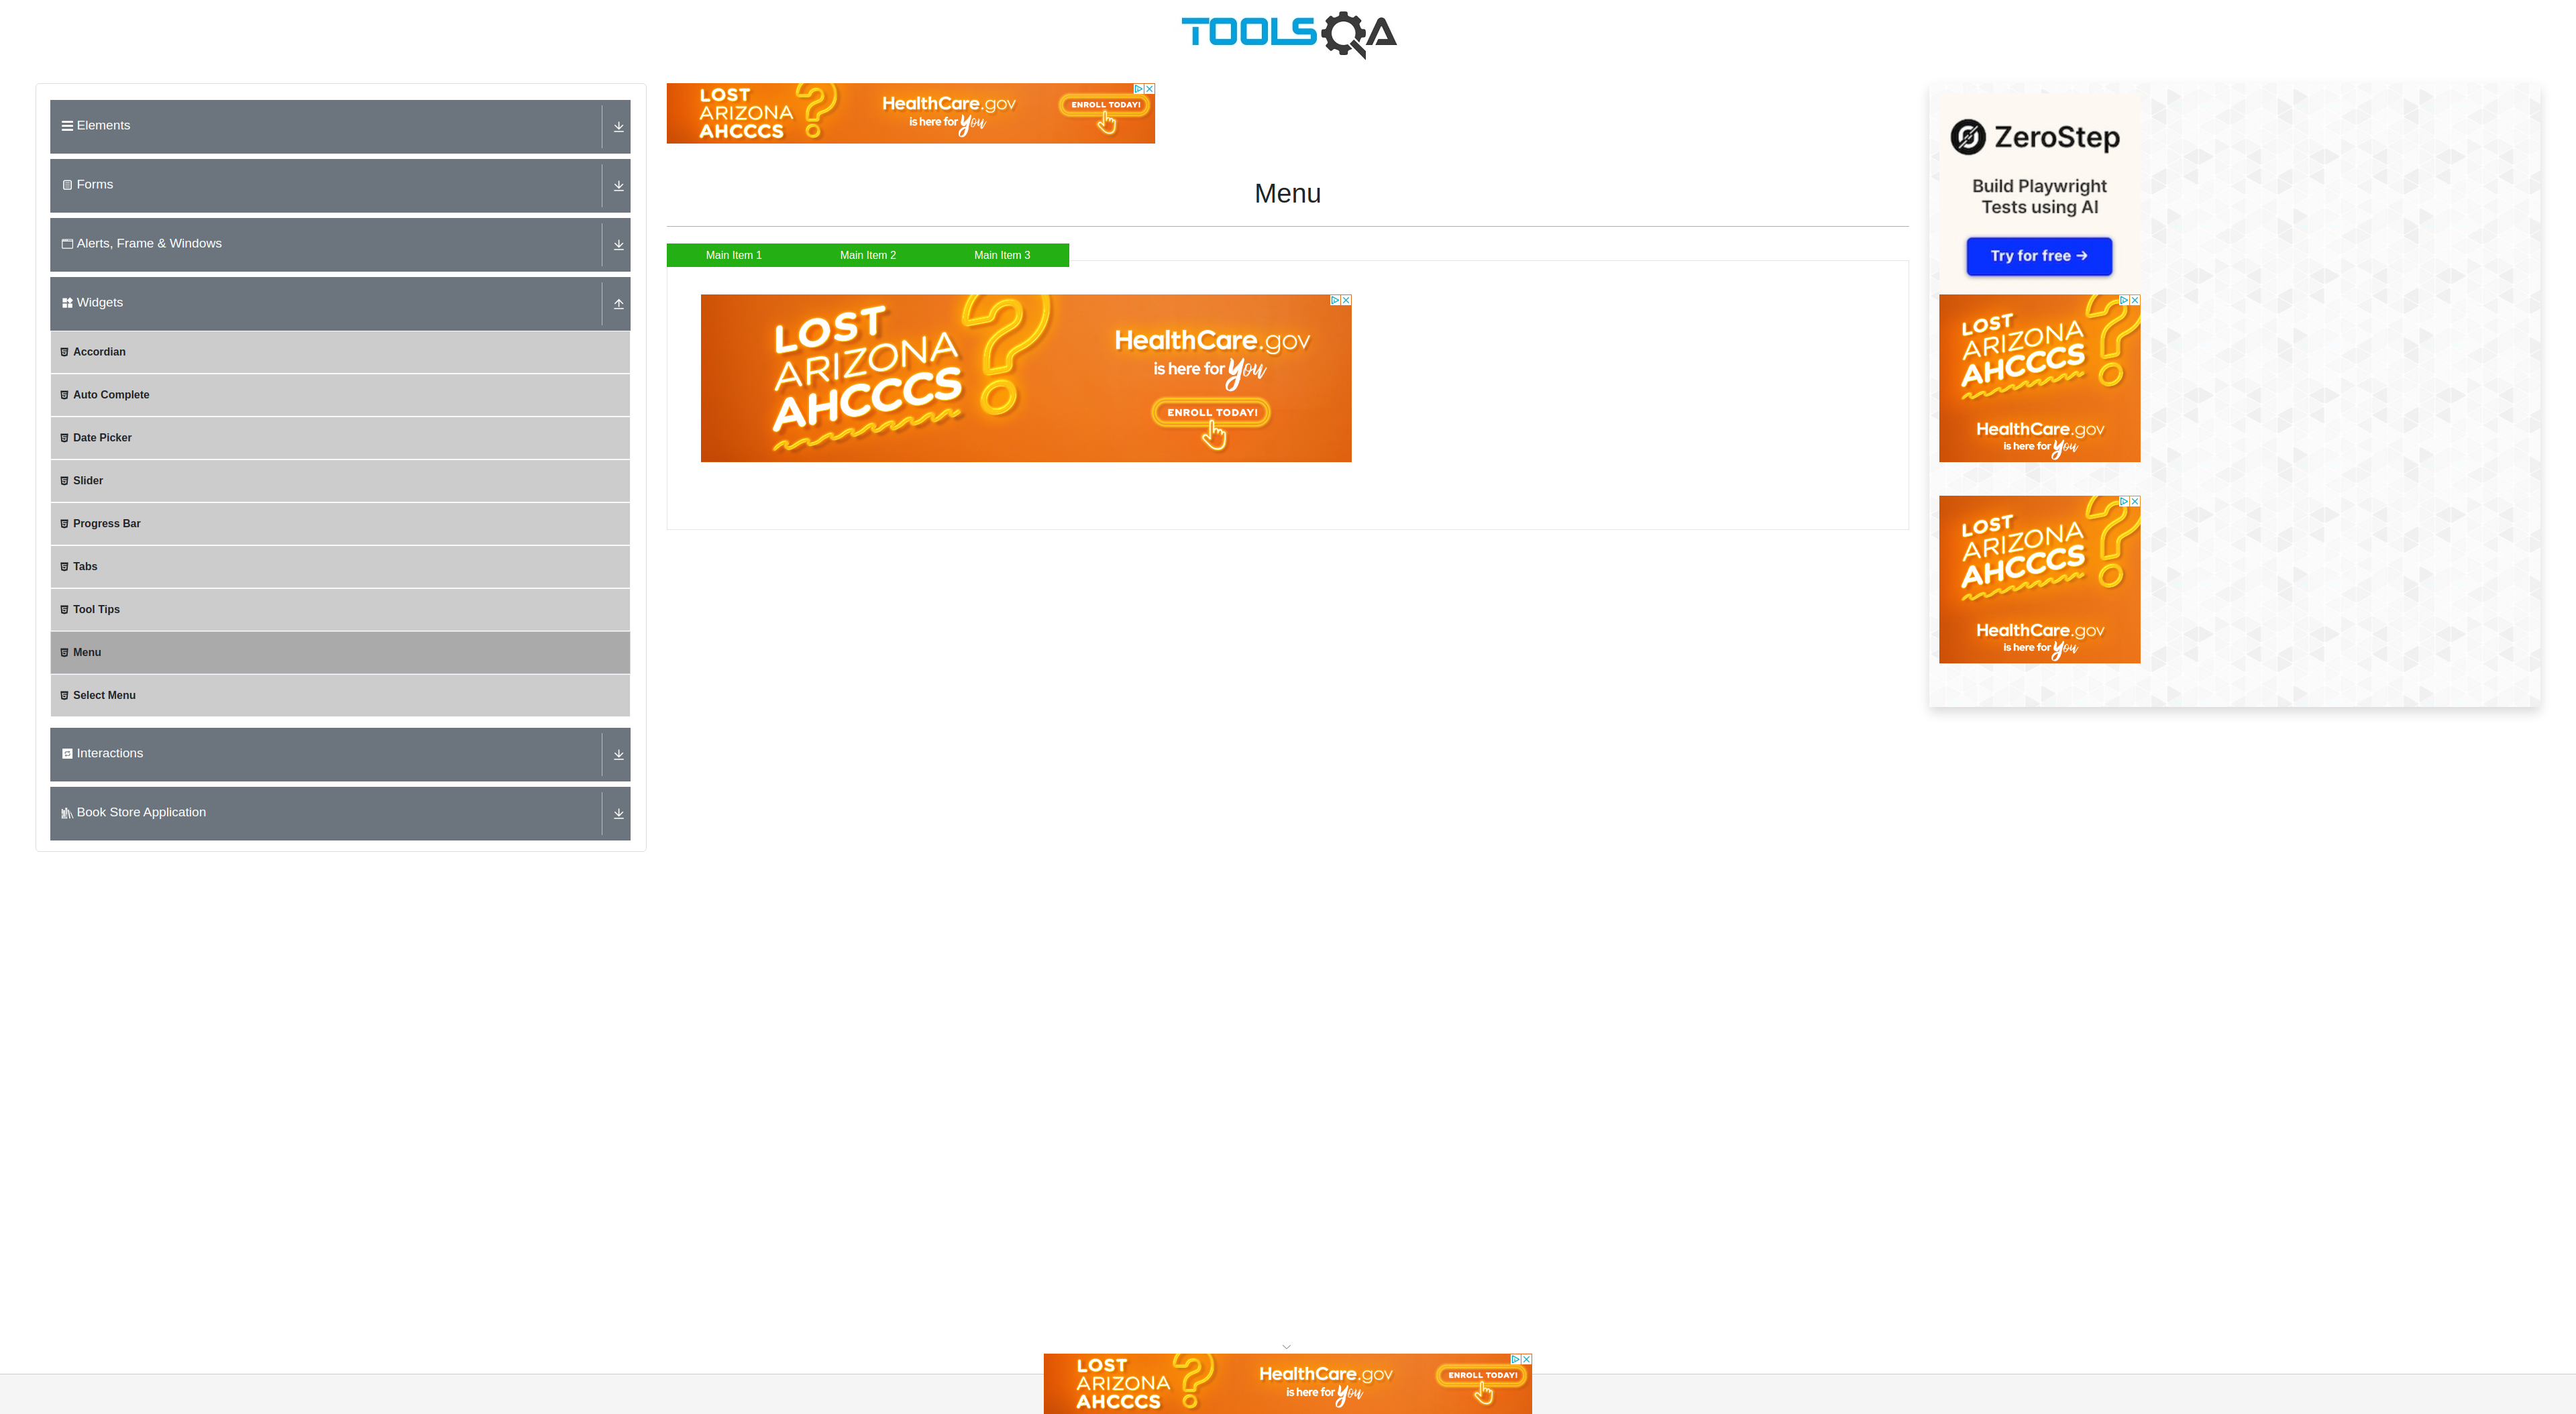 TOOLSQA
Elements
Forms
Alerts, Frame & Windows
Widgets
Accordian
Auto Complete
Date Picker
Slider
Progress Bar
Tabs
Tool Tips
Menu
Select Menu
Interactions
Book Store Application
LOST
ARIZONA
AHCCCS
?
HealthCare.gov
is here for you
ENROLL TODAY!
Menu
Main Item 1
Main Item 2
Main Item 3
LOST
ARIZONA
AHCCCS
?
HealthCare.gov
is here for you
ENROLL TODAY!
ZeroStep
Build Playwright
Tests using AI
Try for free →
LOST
ARIZONA
AHCCCS
?
HealthCare.gov
is here for you
LOST
ARIZONA
AHCCCS
?
HealthCare.gov
is here for you
LOST
ARIZONA
AHCCCS
?
HealthCare.gov
is here for you
ENROLL TODAY!